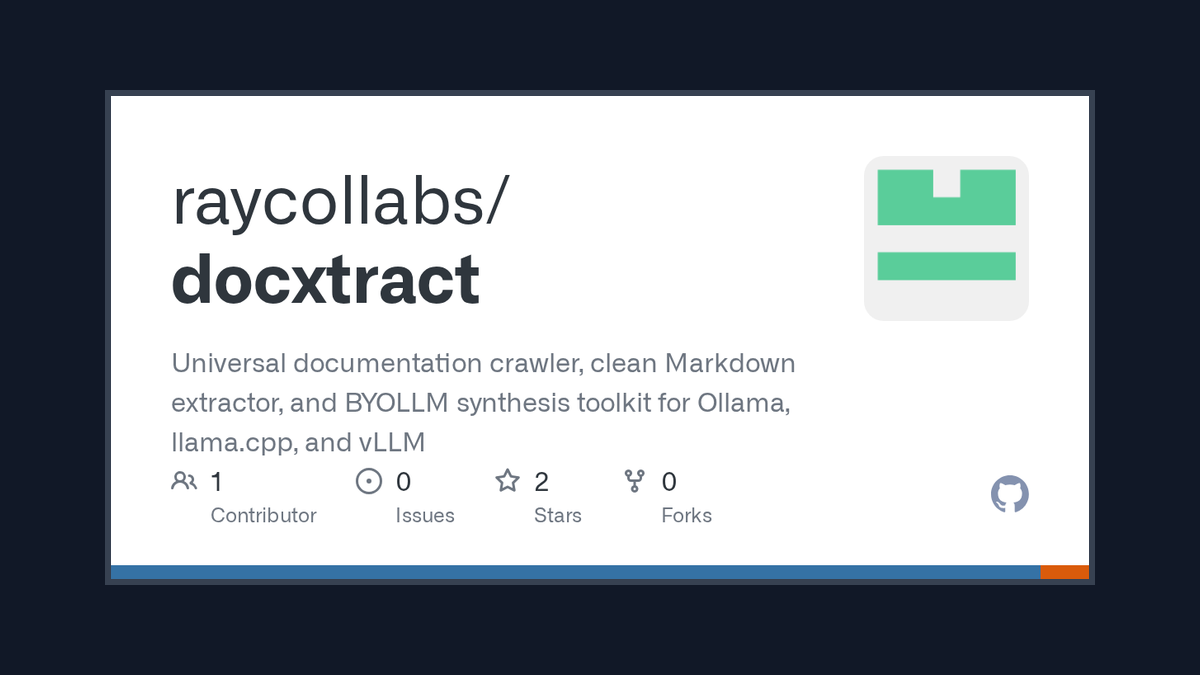 raycollabs/
docxtract
Universal documentation crawler, clean Markdown
extractor, and BYOLLM synthesis toolkit for Ollama,
llama.cpp, and vLLM
1
Contributor
0
Issues
2
Stars
0
Forks